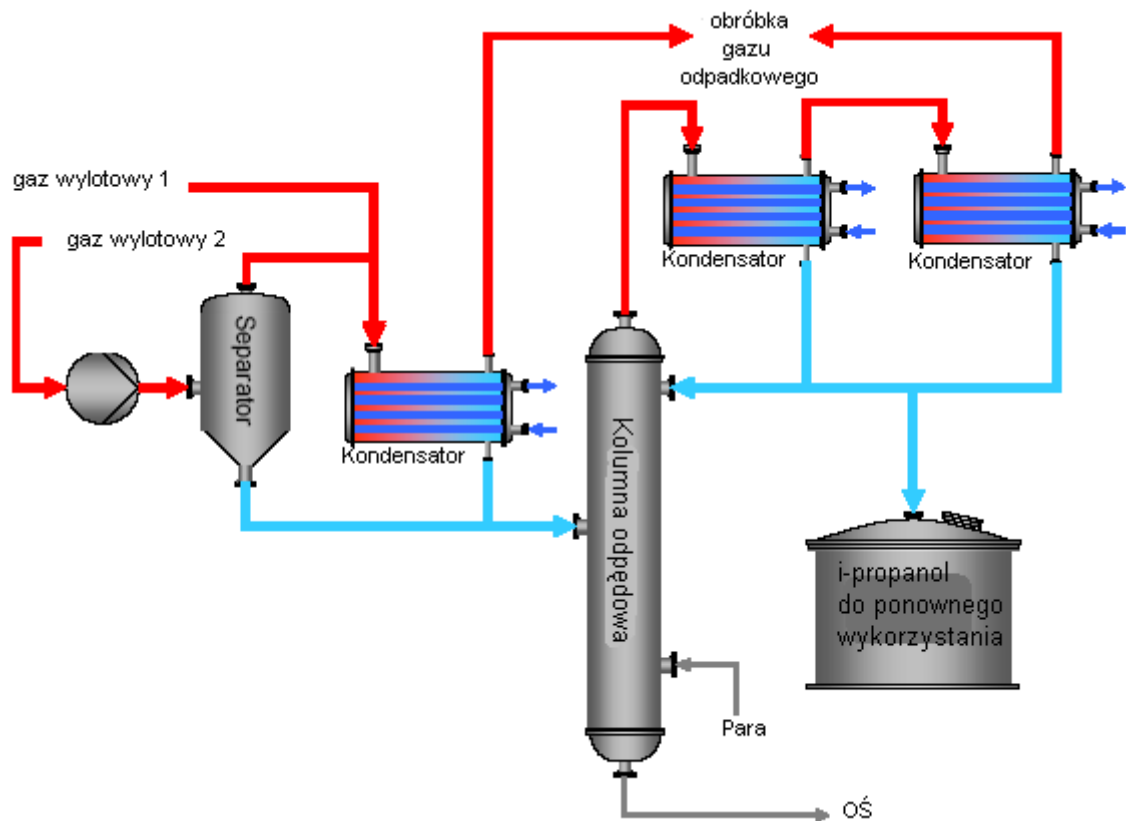 obróbka
gazu
odpadkowego
gaz wylotowy 1
gaz wylotowy 2
Separator
Kondensator
Kondensator
Kondensator
Kolumna odpędowa
i-propanol
do ponownego
wykorzystania
Para
OŚ